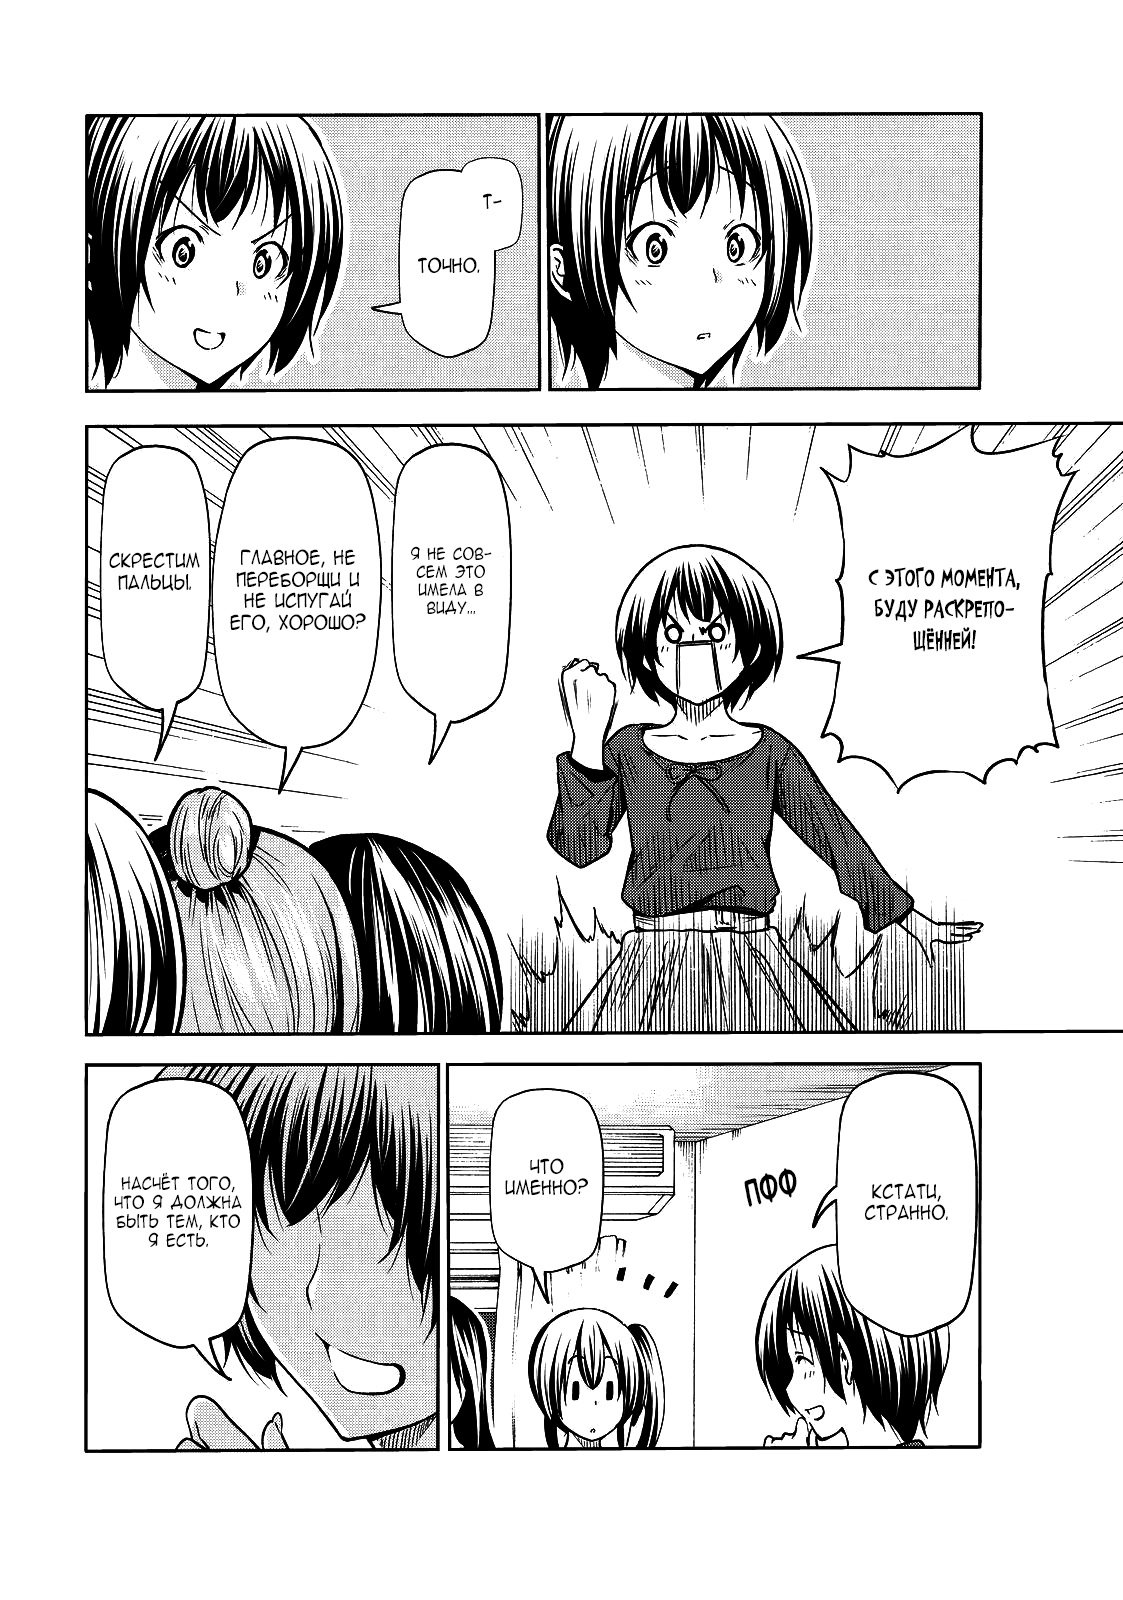 Т-
ТОЧНО.
С ЭТОГО МОМЕНТА,
БУДУ РАСКРЕПО-
ЩЁННЕЙ!
Я НЕ СОВ-
СЕМ ЭТО
ИМЕЛА В
ВИДУ...
ГЛАВНОЕ, НЕ
ПЕРЕБОРЩИ И
НЕ ИСПУГАЙ
ЕГО, ХОРОШО?
СКРЕСТИМ
ПАЛЬЦЫ.
КСТАТИ,
СТРАННО.
ПФФ
ЧТО
ИМЕННО?
НАСЧЁТ ТОГО,
ЧТО Я ДОЛЖНА
БЫТЬ ТЕМ, КТО
Я ЕСТЬ.